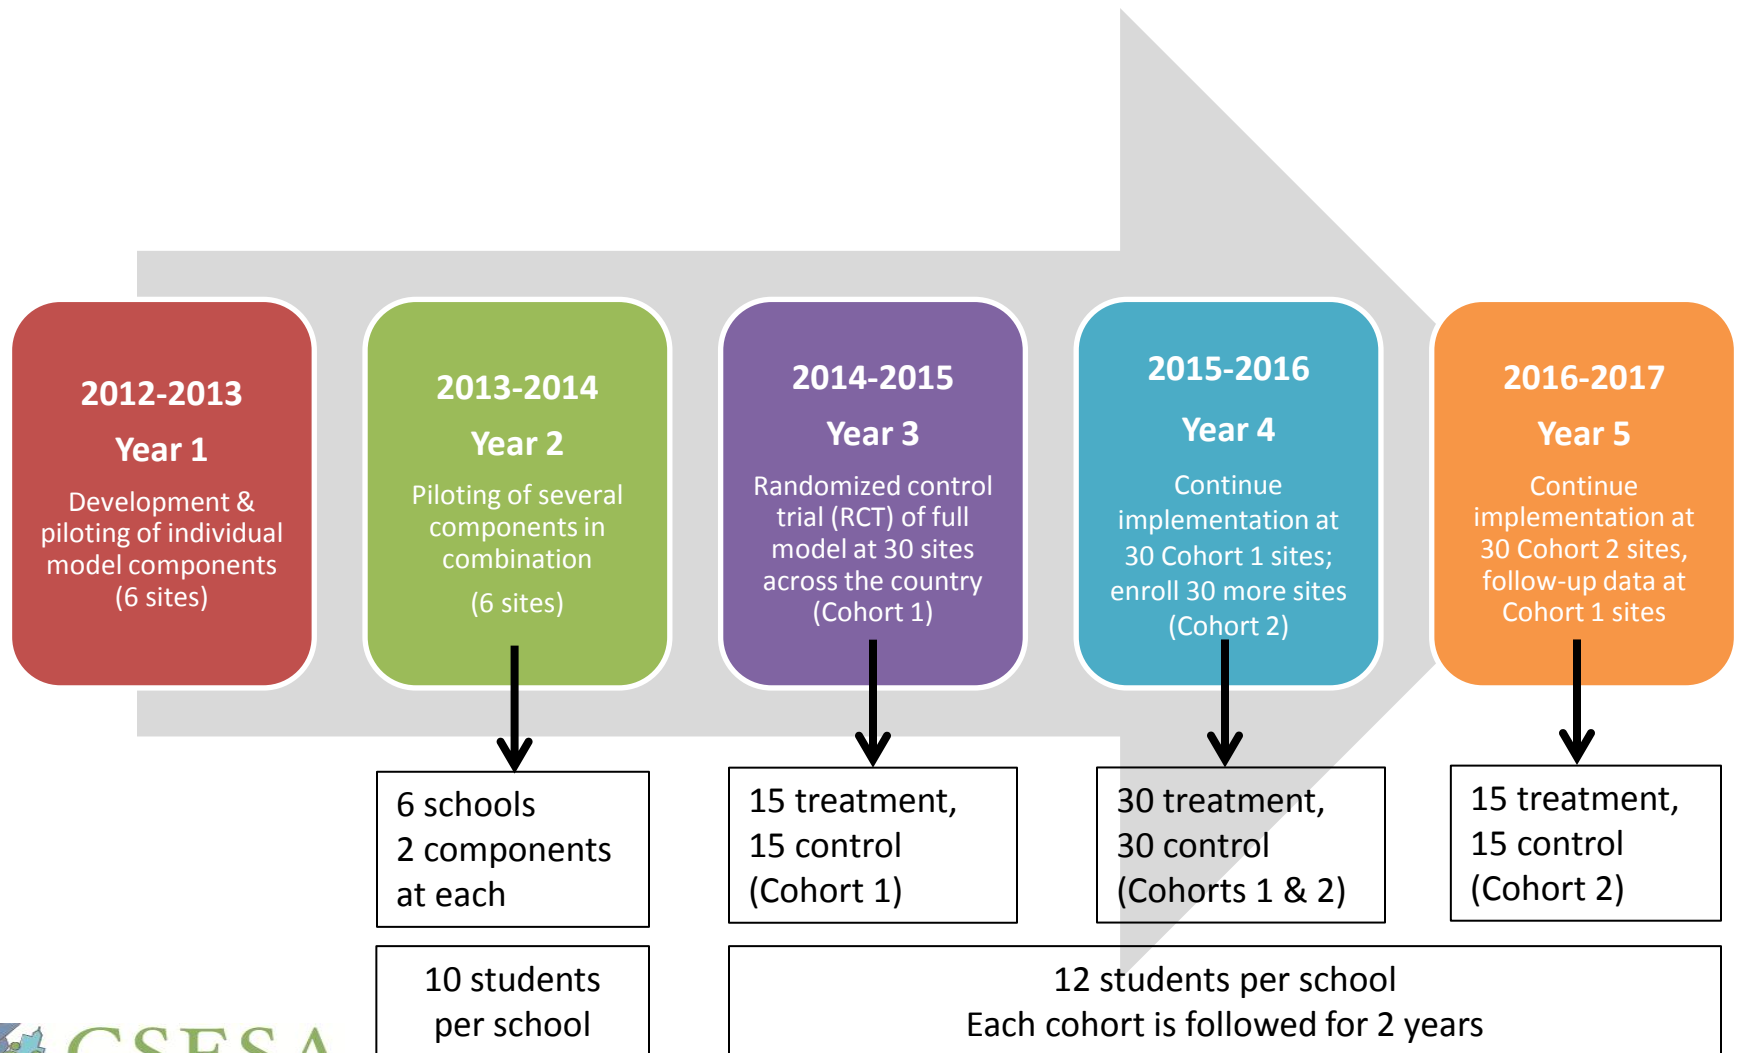 2012-2013
Year 1
Development &
piloting of individual
model components
(6 sites)
2013-2014
Year 2
Piloting of several
components in
combination
(6 sites)
2014-2015
Year 3
Randomized control
trial (RCT) of full
model at 30 sites
across the country
(Cohort 1)
2015-2016
Year 4
Continue
implementation at
30 Cohort 1 sites;
enroll 30 more sites
(Cohort 2)
2016-2017
Year 5
Continue
implementation at
30 Cohort 2 sites,
follow-up data at
Cohort 1 sites
6 schools
2 components
at each
15 treatment,
15 control
(Cohort 1)
30 treatment,
30 control
(Cohorts 1 & 2)
15 treatment,
15 control
(Cohort 2)
10 students
per school
12 students per school
Each cohort is followed for 2 years
CSESA